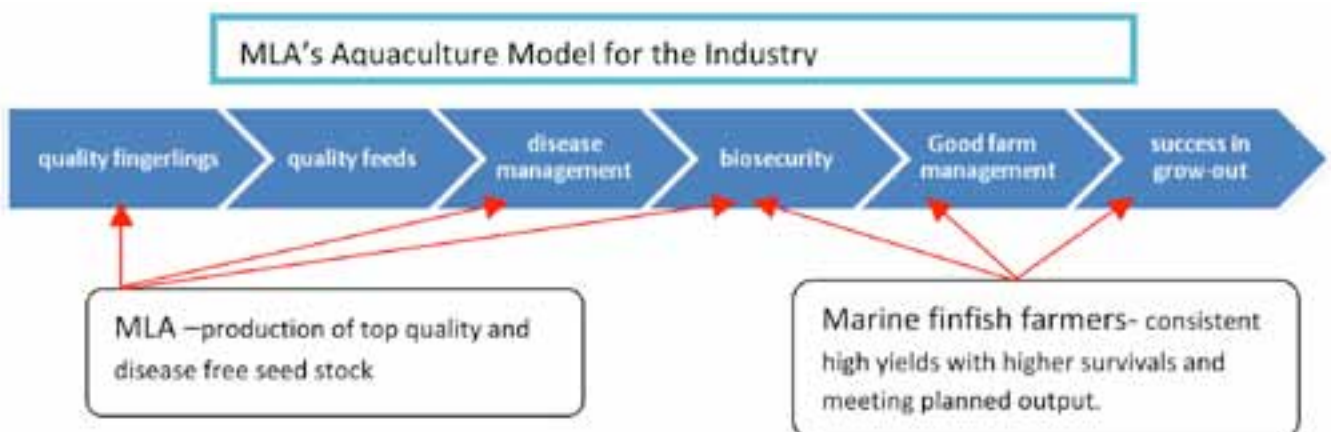 MLA's Aquaculture Model for the Industry
quality fingerlings
quality feeds
disease
management
biosecurity
Good farm
management
success in
grow-out
MLA –production of top quality and
disease free seed stock
Marine finfish farmers- consistent
high yields with higher survivals and
meeting planned output.